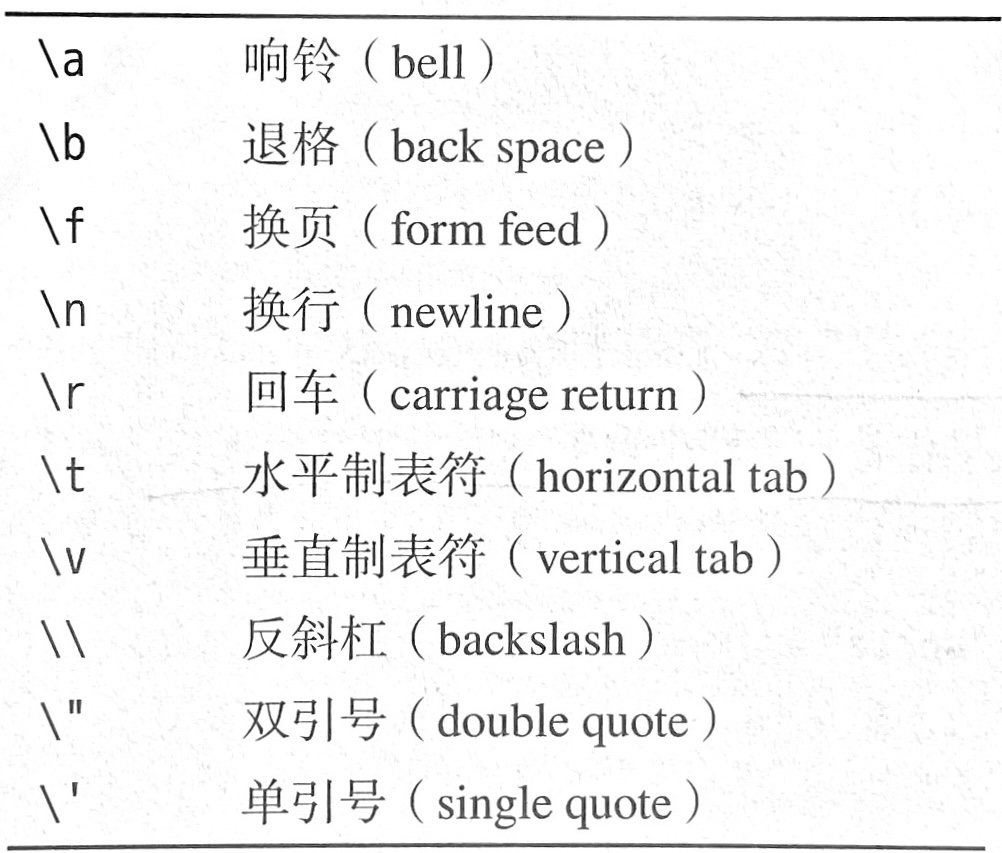 \a 响铃（bell）
\b 退格（back space）
\f 换页（form feed）
\n 换行（newline）
\r 回车（carriage return）
\t 水平制表符（horizontal tab）
\v 垂直制表符（vertical tab）
\\ 反斜杠（backslash）
\" 双引号（double quote）
\' 单引号（single quote）